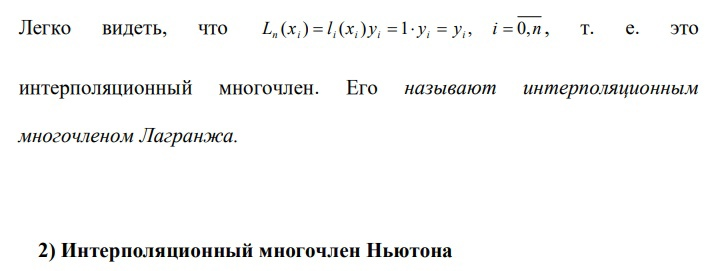 Легко видеть, что $L_n(x_i) = l_i(x_i)y_i = 1 \cdot y_i = y_i, \quad i = \overline{0,n}$, т. е. это
интерполяционный многочлен. Его называют интерполяционным
многочленом Лагранжа.
2) Интерполяционный многочлен Ньютона